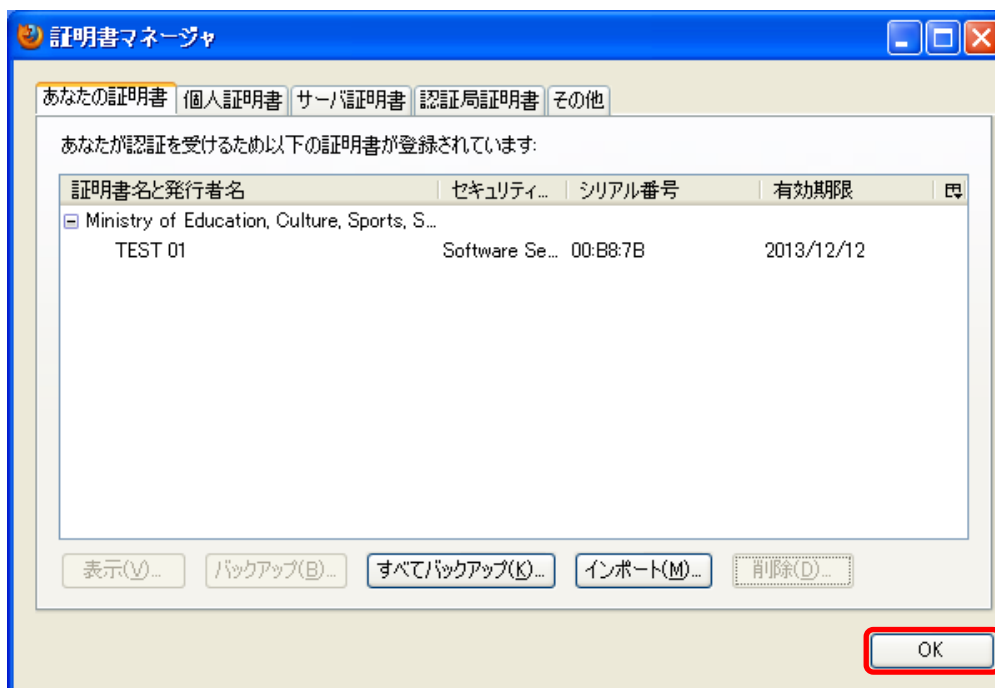 証明書マネージャ
あなたの証明書 個人証明書 サーバ証明書 認証局証明書 その他
あなたが認証を受けるため以下の証明書が登録されています:
証明書名と発行者名 セキュリティ... シリアル番号 有効期限
Ministry of Education, Culture, Sports, S...
TEST 01 Software Se... 00:B8:7B 2013/12/12
表示(V)... バックアップ(B)... すべてバックアップ(K)... インポート(M)... 削除(D)...
OK